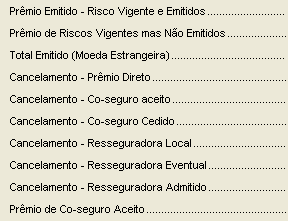 Prêmio Emitido - Risco Vigente e Emitidos..........................
Prêmio de Riscos Vigentes mas Não Emitidos..........
Total Emitido (Moeda Estrangeira)......................................
Cancelamento - Prêmio Direto............................................
Cancelamento - Co-seguro aceito......................................
Cancelamento - Co-seguro Cedido.....................................
Cancelamento - Resseguradora Local...............................
Cancelamento - Resseguradora Eventual..........................
Cancelamento - Resseguradora Admitido..........................
Prêmio de Co-seguro Aceito...............................................